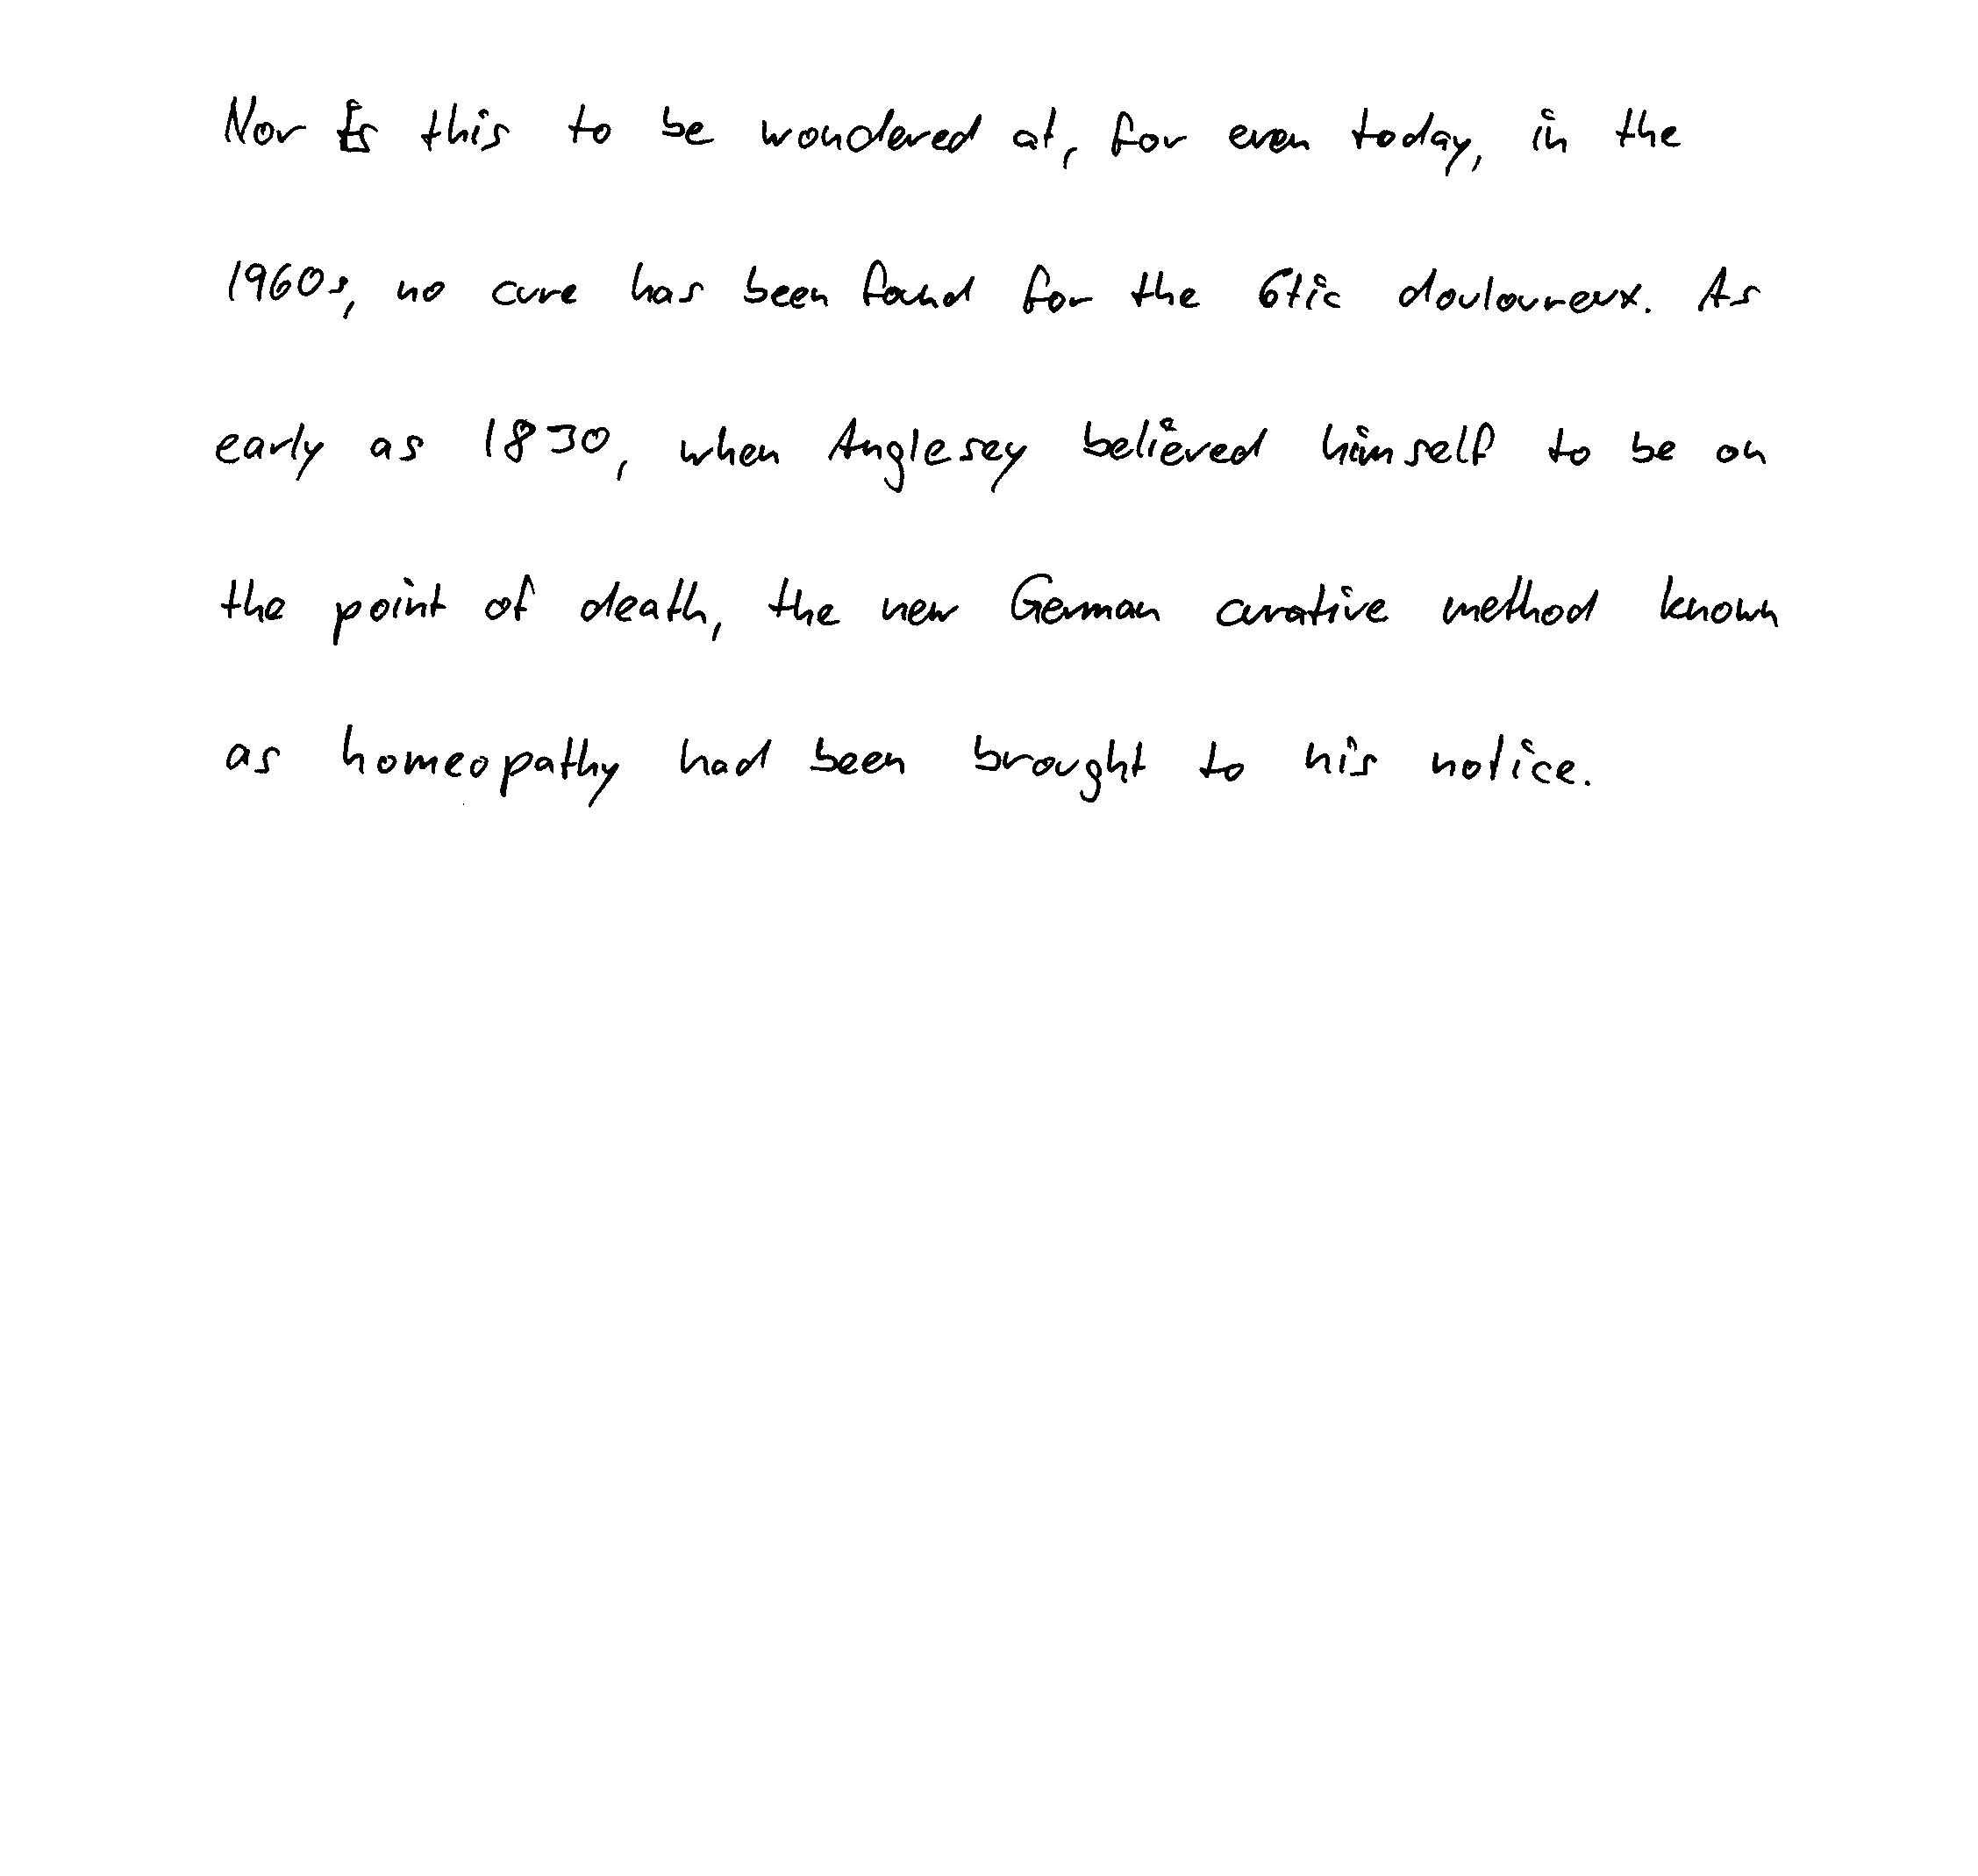 Nor is this to be wondered at, for even today, in the
1960s, no cure has been found for the 6tic douloureux. As
early as 1830, when Anglesey believed himself to be on
the point of death, the new German curative method known
as homeopathy had been brought to his notice.